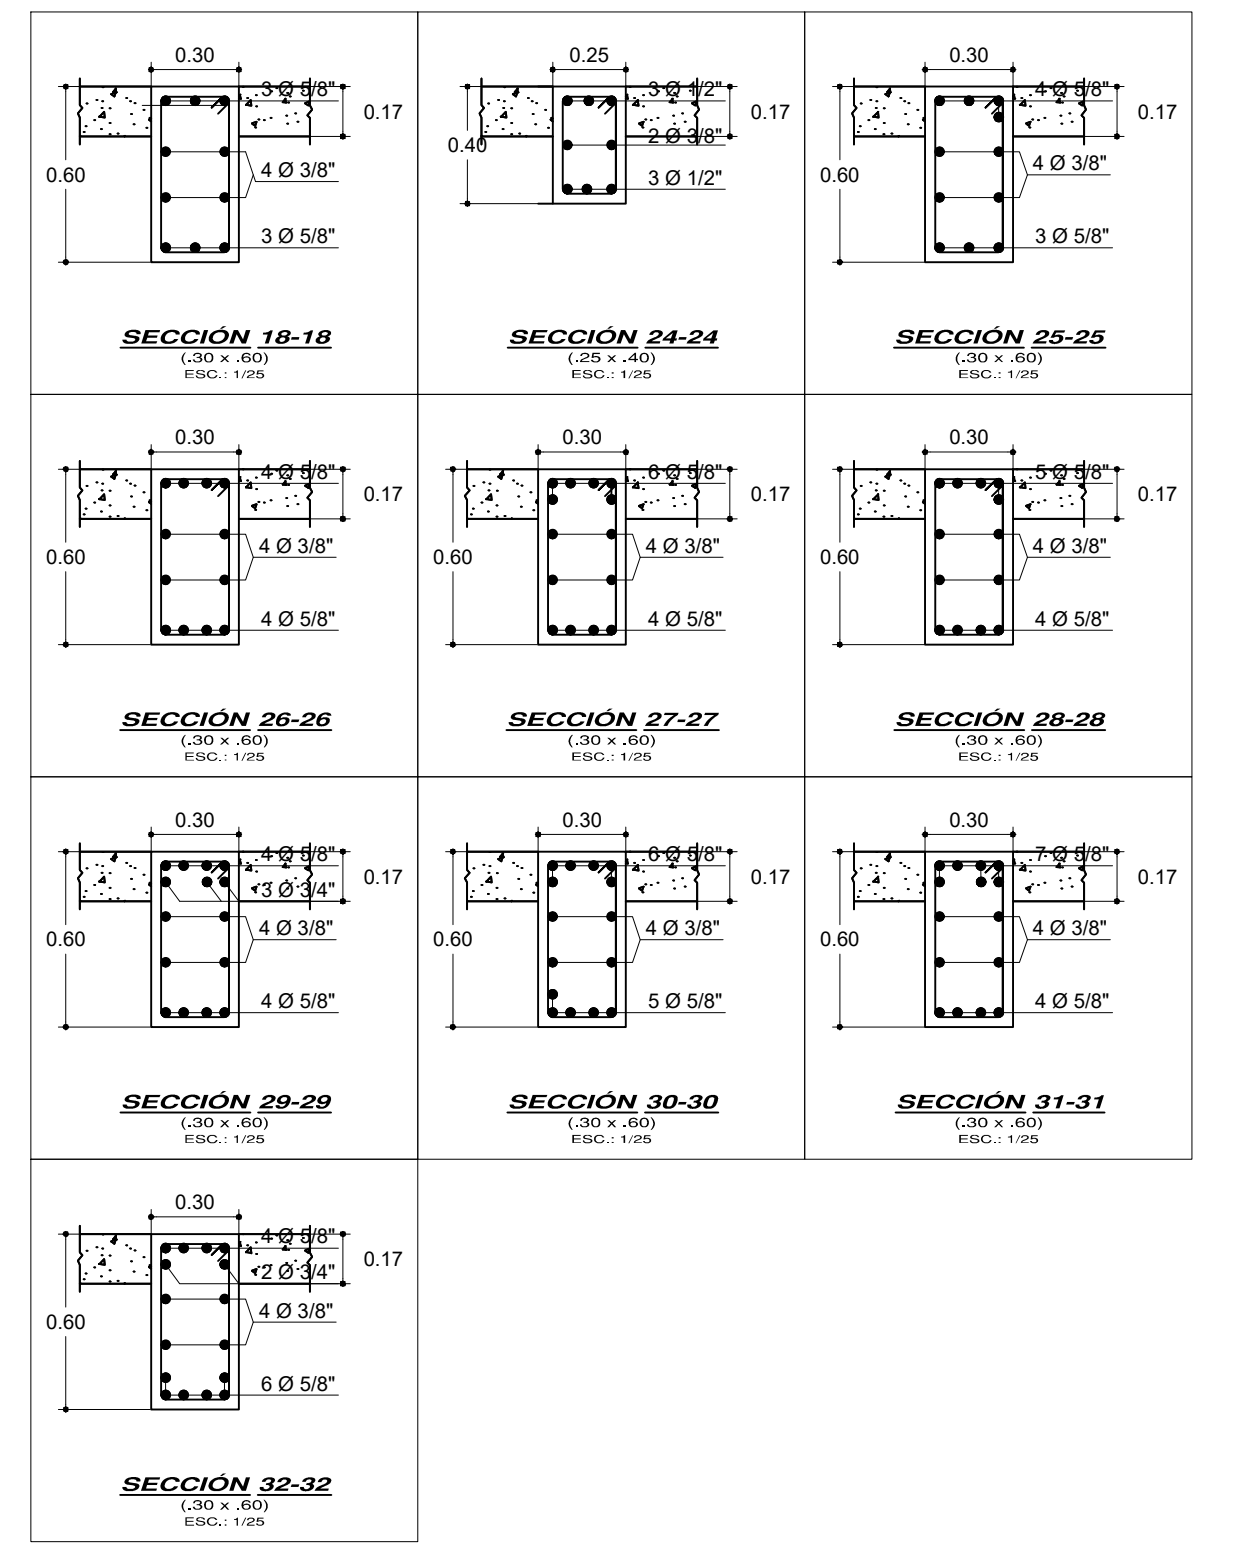 0.30
3 Ø 5/8"
0.17
0.60
4 Ø 3/8"
3 Ø 5/8"
SECCIÓN 18-18
(.30 x .60)
ESC.: 1/25
0.25
3 Ø 1/2"
0.17
2 Ø 3/8"
0.40
3 Ø 1/2"
SECCIÓN 24-24
(.25 x .40)
ESC.: 1/25
0.30
4 Ø 5/8"
0.17
0.60
4 Ø 3/8"
3 Ø 5/8"
SECCIÓN 25-25
(.30 x .60)
ESC.: 1/25
0.30
4 Ø 5/8"
0.17
4 Ø 3/8"
0.60
4 Ø 5/8"
SECCIÓN 26-26
(.30 x .60)
ESC.: 1/25
0.30
6 Ø 5/8"
0.17
4 Ø 3/8"
0.60
4 Ø 5/8"
SECCIÓN 27-27
(.30 x .60)
ESC.: 1/25
0.30
5 Ø 5/8"
0.17
4 Ø 3/8"
0.60
4 Ø 5/8"
SECCIÓN 28-28
(.30 x .60)
ESC.: 1/25
0.30
4 Ø 5/8"
0.17
3 Ø 3/4"
4 Ø 3/8"
0.60
4 Ø 5/8"
SECCIÓN 29-29
(.30 x .60)
ESC.: 1/25
0.30
6 Ø 5/8"
0.17
4 Ø 3/8"
0.60
5 Ø 5/8"
SECCIÓN 30-30
(.30 x .60)
ESC.: 1/25
0.30
7 Ø 5/8"
0.17
4 Ø 3/8"
0.60
4 Ø 5/8"
SECCIÓN 31-31
(.30 x .60)
ESC.: 1/25
0.30
4 Ø 5/8"
0.17
2 Ø 3/4"
4 Ø 3/8"
0.60
6 Ø 5/8"
SECCIÓN 32-32
(.30 x .60)
ESC.: 1/25